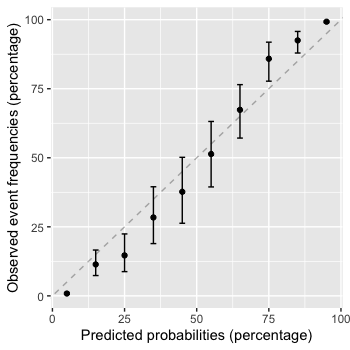 Observed event frequencies (percentage)
100
75
50
25
0
0 25 50 75 100
Predicted probabilities (percentage)